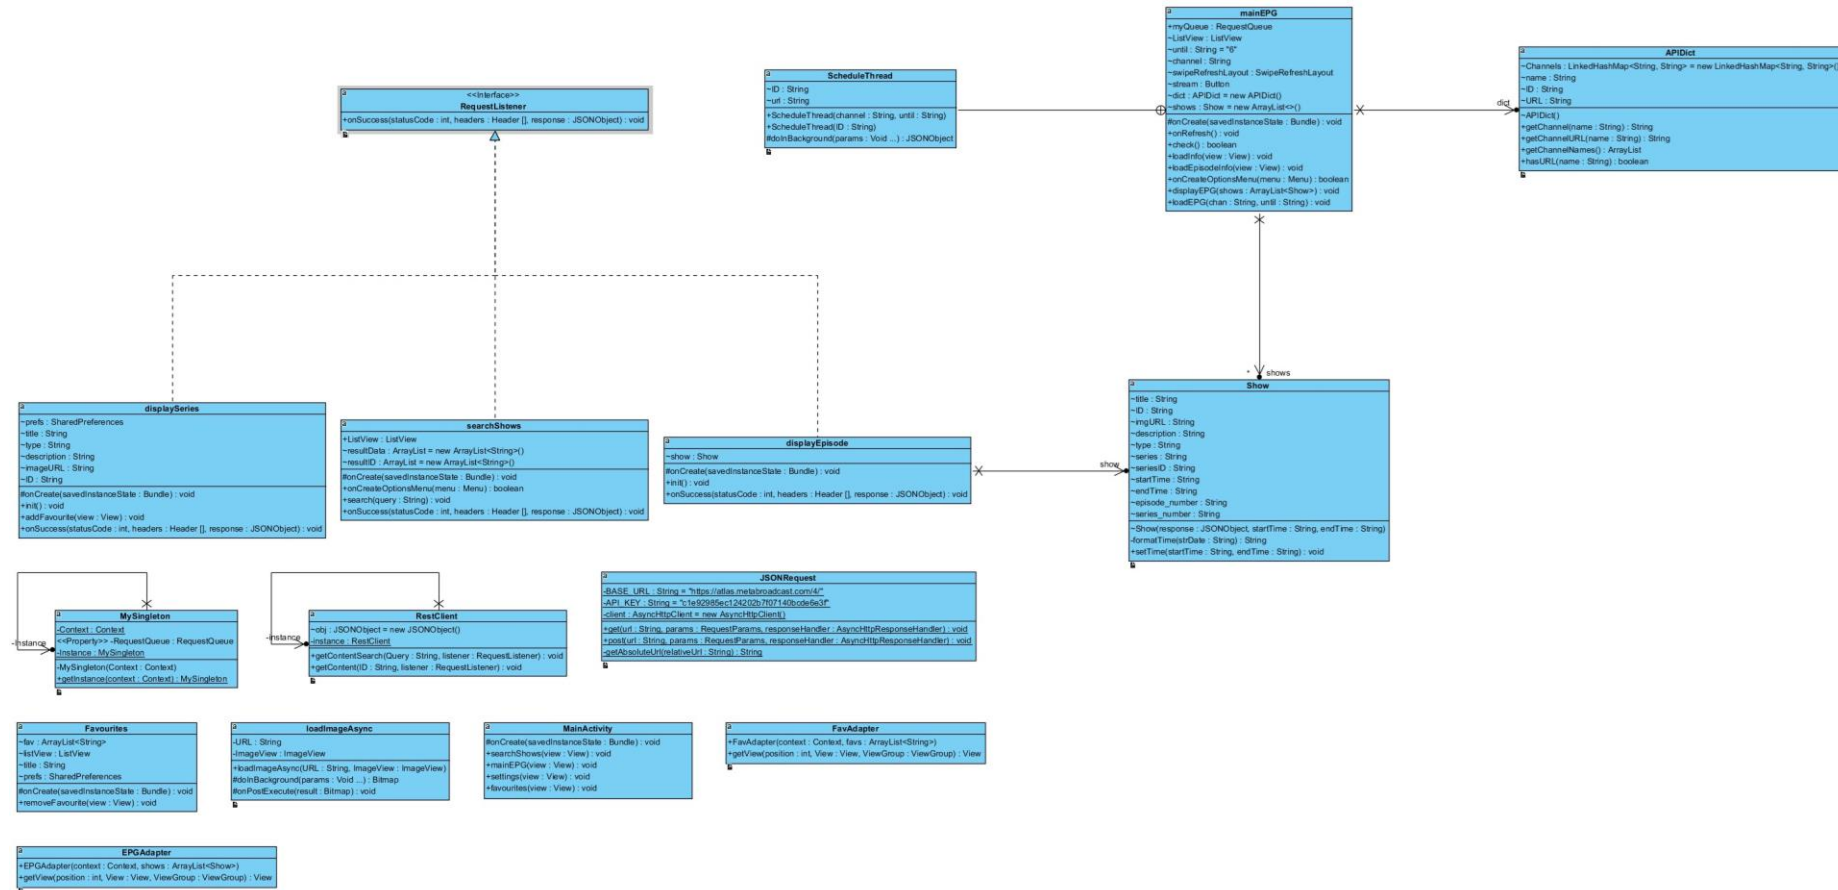 mainEPG
+myQueue : RequestQueue
~ListView : ListView
~until : String = "6"
~channel : String
~swipeRefreshLayout : SwipeRefreshLayout
~stream : Button
~dict : APIDict = new APIDict()
~shows : Show = new ArrayList<>()
#onCreate(savedInstanceState : Bundle) : void
+onRefresh() : void
+check() : boolean
+loadInfo(view : View) : void
+loadEpisodeInfo(view : View) : void
+onCreateOptionsMenu(menu : Menu) : boolean
+displayEPG(shows : ArrayList<Show>) : void
+loadEPG(chan : String, until : String) : void
APIDict
~Channels : LinkedHashMap<String, String> = new LinkedHashMap<String, String>()
~name : String
~ID : String
~URL : String
~APIDict()
+getChannel(name : String) : String
+getChannelURL(name : String) : String
+getChannelNames() : ArrayList
+hasURL(name : String) : boolean
dict
ScheduleThread
~ID : String
~url : String
+ScheduleThread(channel : String, until : String)
+ScheduleThread(ID : String)
#doInBackground(params : Void ...) : JSONObject
<<Interface>>
RequestListener
+onSuccess(statusCode : int, headers : Header [], response : JSONObject) : void
* shows
Show
~title : String
~ID : String
~imgURL : String
~description : String
~type : String
~series : String
~seriesID : String
~startTime : String
~endTime : String
~episode_number : String
~series_number : String
~Show(response : JSONObject, startTime : String, endTime : String)
-formatTime(strDate : String) : String
+setTime(startTime : String, endTime : String) : void
displaySeries
~prefs : SharedPreferences
~title : String
~type : String
~description : String
~imageURL : String
~ID : String
#onCreate(savedInstanceState : Bundle) : void
+init() : void
+addFavourite(view : View) : void
+onSuccess(statusCode : int, headers : Header [], response : JSONObject) : void
searchShows
+ListView : ListView
~resultData : ArrayList = new ArrayList<String>()
~resultID : ArrayList = new ArrayList<String>()
#onCreate(savedInstanceState : Bundle) : void
+onCreateOptionsMenu(menu : Menu) : boolean
+search(query : String) : void
+onSuccess(statusCode : int, headers : Header [], response : JSONObject) : void
displayEpisode
~show : Show
#onCreate(savedInstanceState : Bundle) : void
+init() : void
+onSuccess(statusCode : int, headers : Header [], response : JSONObject) : void
show
-Instance
MySingleton
-Context : Context
<<Property>> -RequestQueue : RequestQueue
-Instance : MySingleton
-MySingleton(Context : Context)
+getInstance(context : Context) : MySingleton
-instance
RestClient
~obj : JSONObject = new JSONObject()
-instance : RestClient
+getContentSearch(Query : String, listener : RequestListener) : void
+getContent(ID : String, listener : RequestListener) : void
JSONRequest
-BASE_URL : String = "https://atlas.metabroadcast.com/4/"
-API_KEY : String = "c1e92985ec124202b7f07140bcde6e3f"
-client : AsyncHttpClient = new AsyncHttpClient()
+get(url : String, params : RequestParams, responseHandler : AsyncHttpResponseHandler) : void
+post(url : String, params : RequestParams, responseHandler : AsyncHttpResponseHandler) : void
-getAbsoluteUrl(relativeUrl : String) : String
Favourites
~fav : ArrayList<String>
~listView : ListView
~title : String
~prefs : SharedPreferences
#onCreate(savedInstanceState : Bundle) : void
+removeFavourite(view : View) : void
loadImageAsync
-URL : String
-ImageView : ImageView
+loadImageAsync(URL : String, ImageView : ImageView)
#doInBackground(params : Void ...) : Bitmap
#onPostExecute(result : Bitmap) : void
MainActivity
#onCreate(savedInstanceState : Bundle) : void
+searchShows(view : View) : void
+mainEPG(view : View) : void
+settings(view : View) : void
+favourites(view : View) : void
FavAdapter
+FavAdapter(context : Context, favs : ArrayList<String>)
+getView(position : int, View : View, ViewGroup : ViewGroup) : View
EPGAdapter
+EPGAdapter(context : Context, shows : ArrayList<Show>)
+getView(position : int, View : View, ViewGroup : ViewGroup) : View